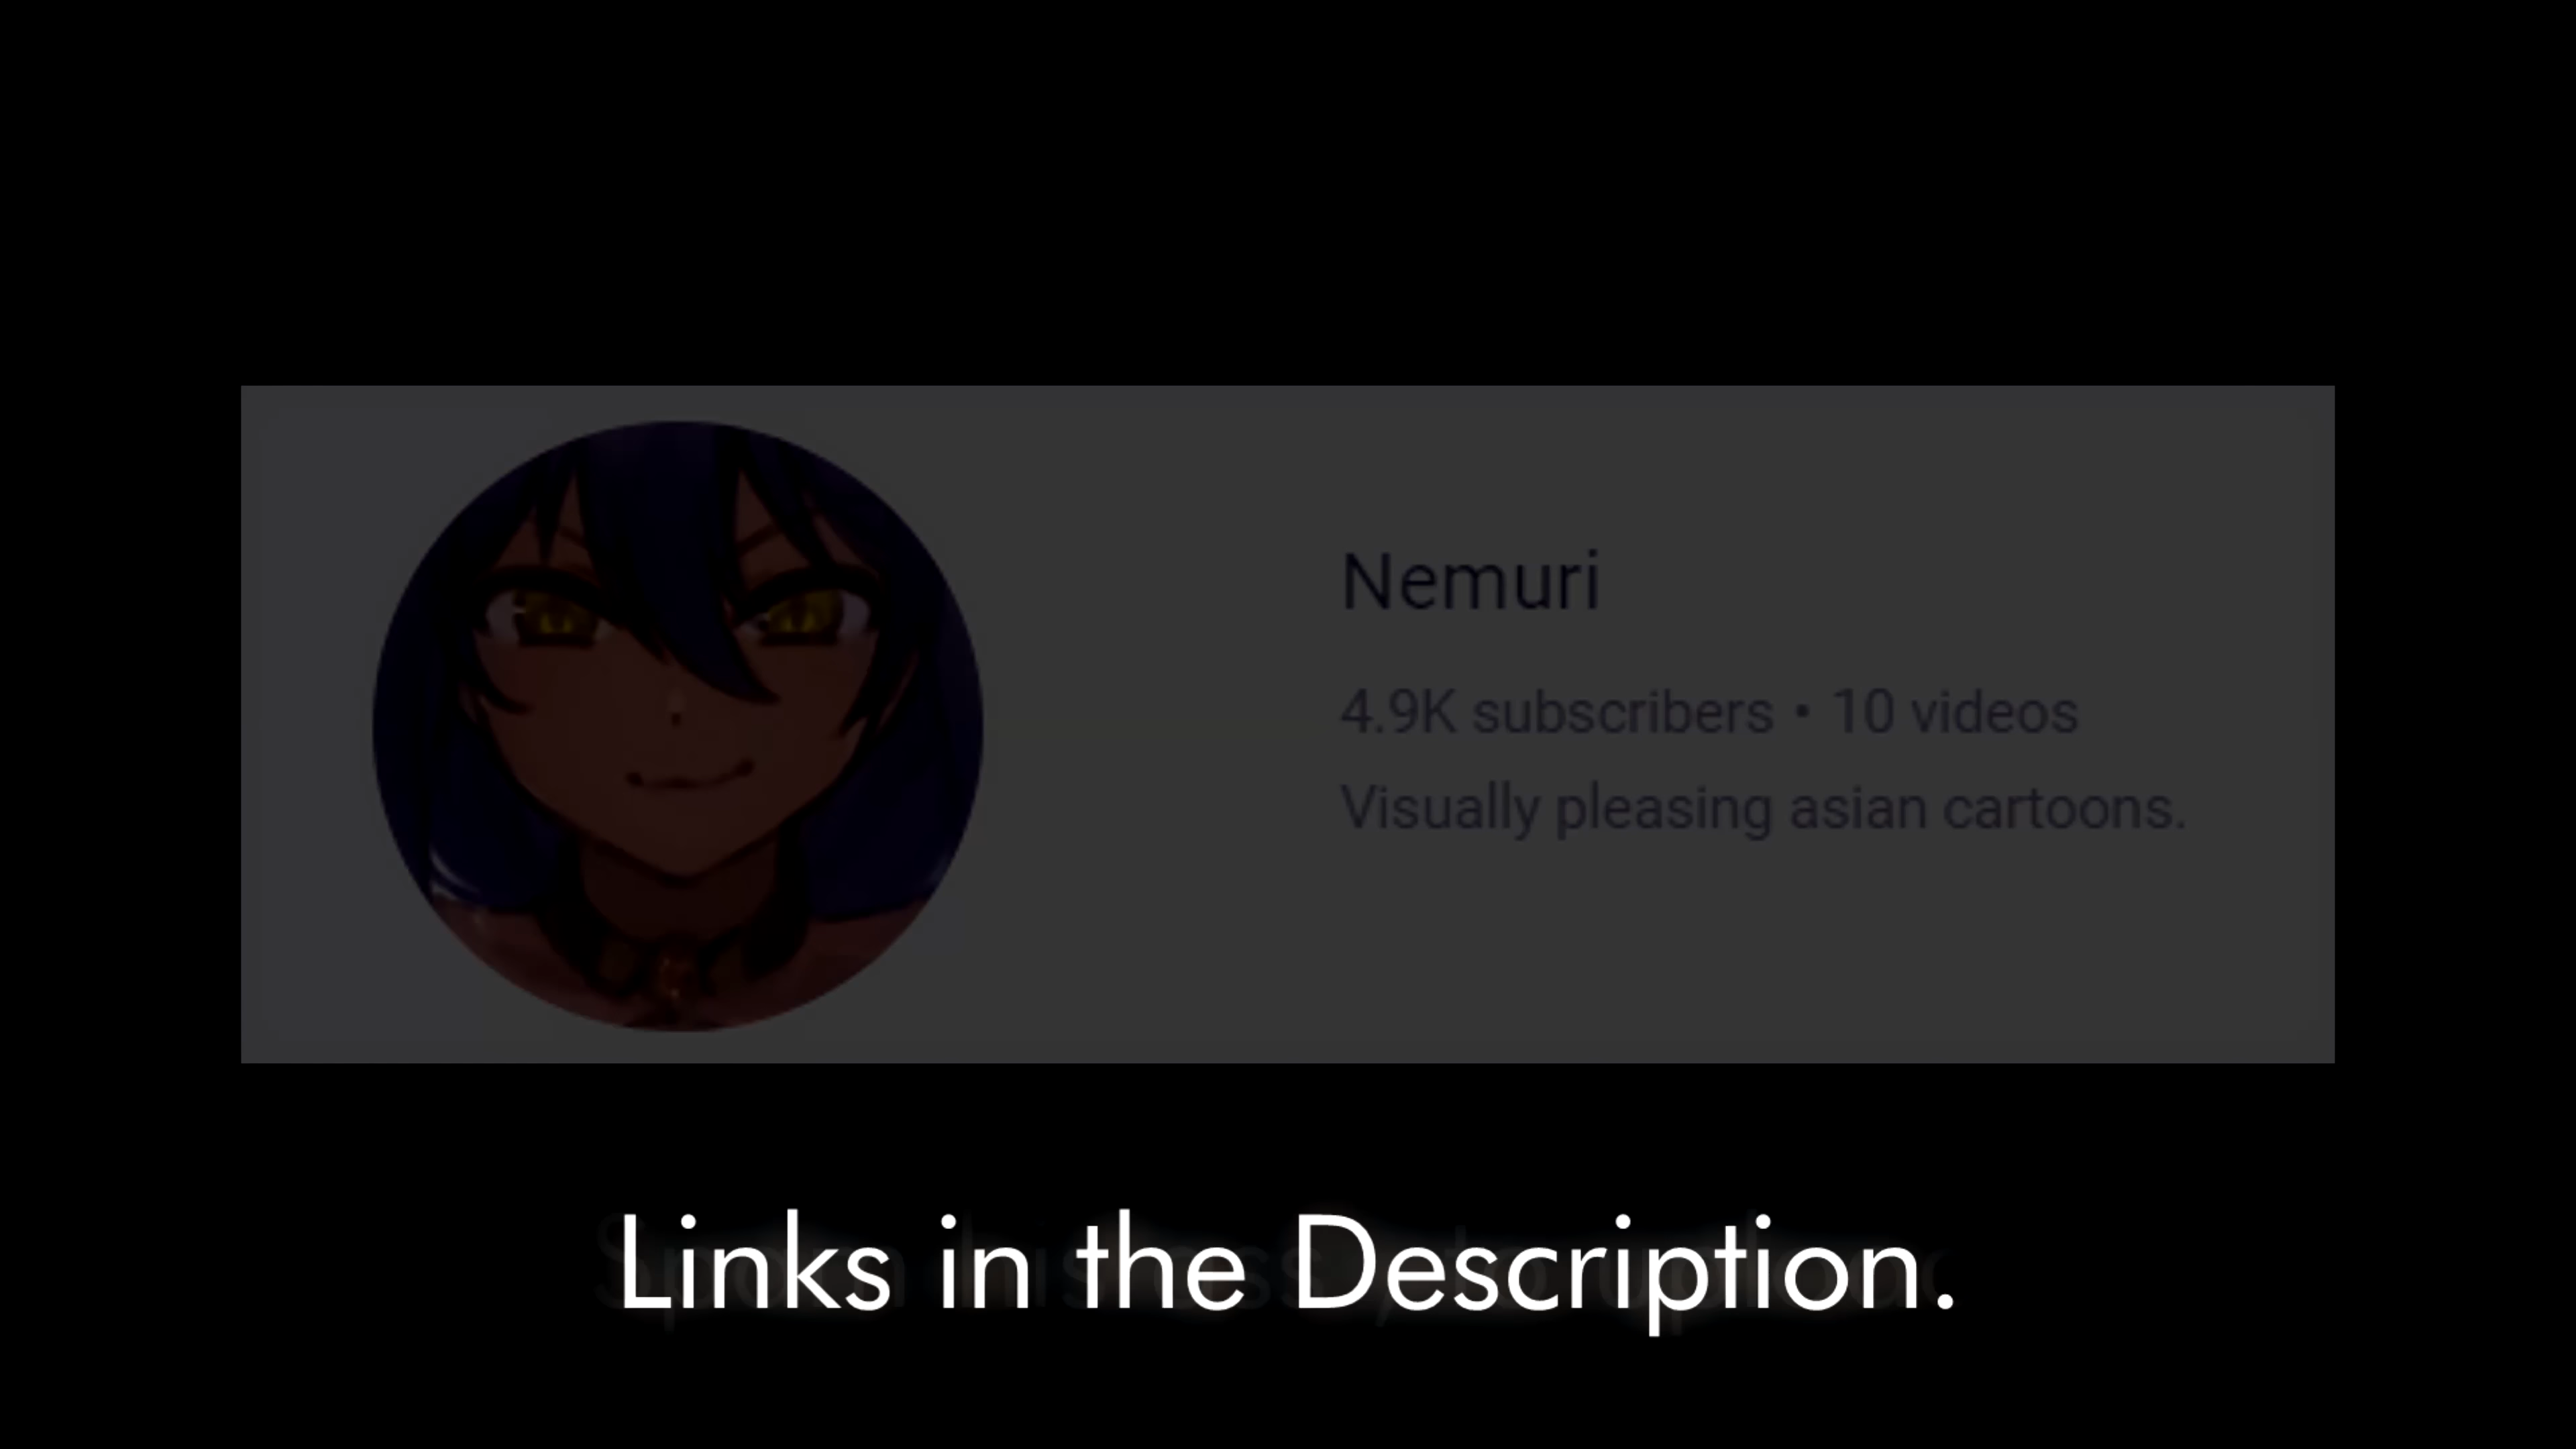 Nemuri
4.9K subscribers • 10 videos
Visually pleasing asian cartoons.
Links in the Description.